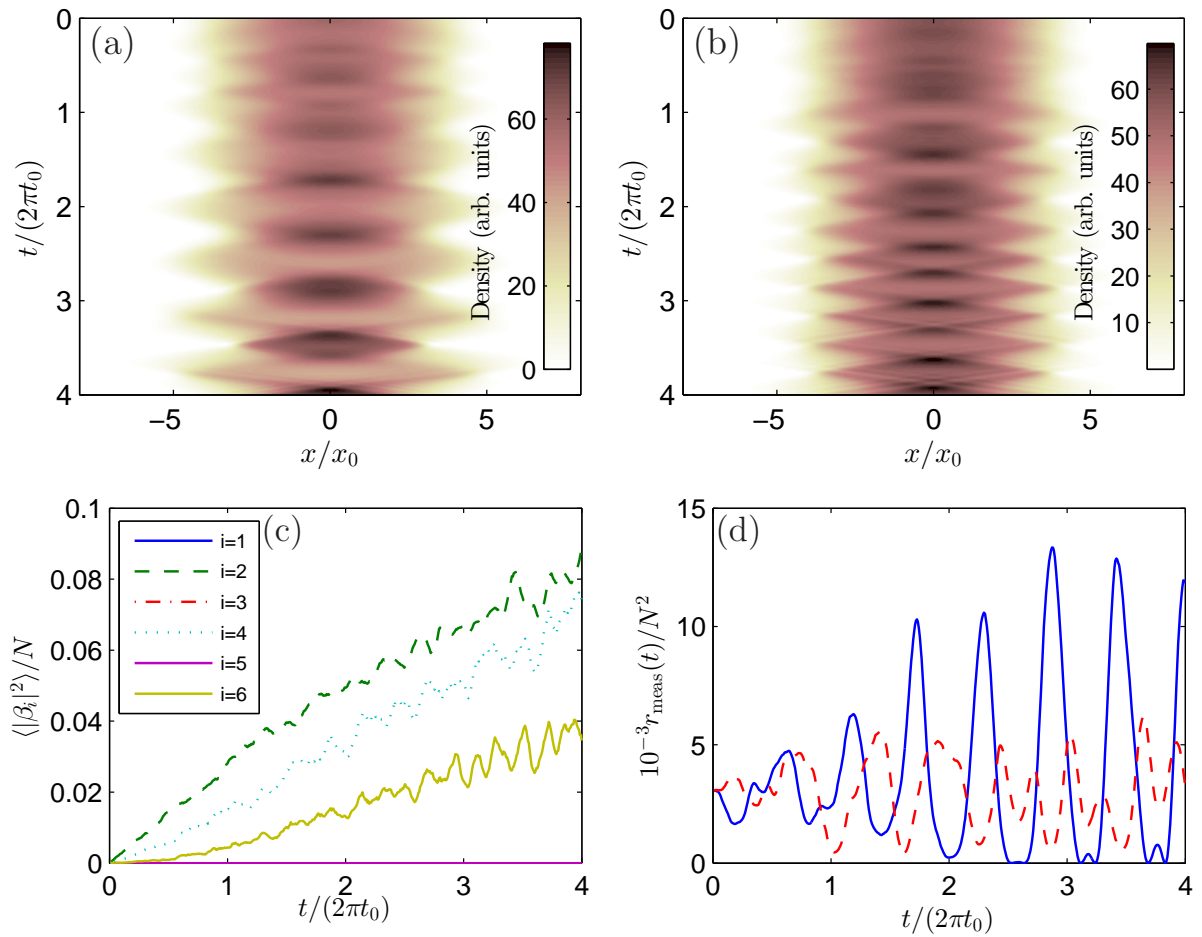 (a)
0
1
2
3
4
t/(2πt₀)
−5 0 5
x/x₀
Density (arb. units)
60
40
20
0
(b)
0
1
2
3
4
t/(2πt₀)
−5 0 5
x/x₀
Density (arb. units)
60
50
40
30
20
10
(c)
0.1
0.08
0.06
0.04
0.02
0
⟨|βᵢ|²⟩/N
i=1
i=2
i=3
i=4
i=5
i=6
0 1 2 3 4
t/(2πt₀)
(d)
15
10
5
0
10⁻³r_meas(t)/N²
0 1 2 3 4
t/(2πt₀)